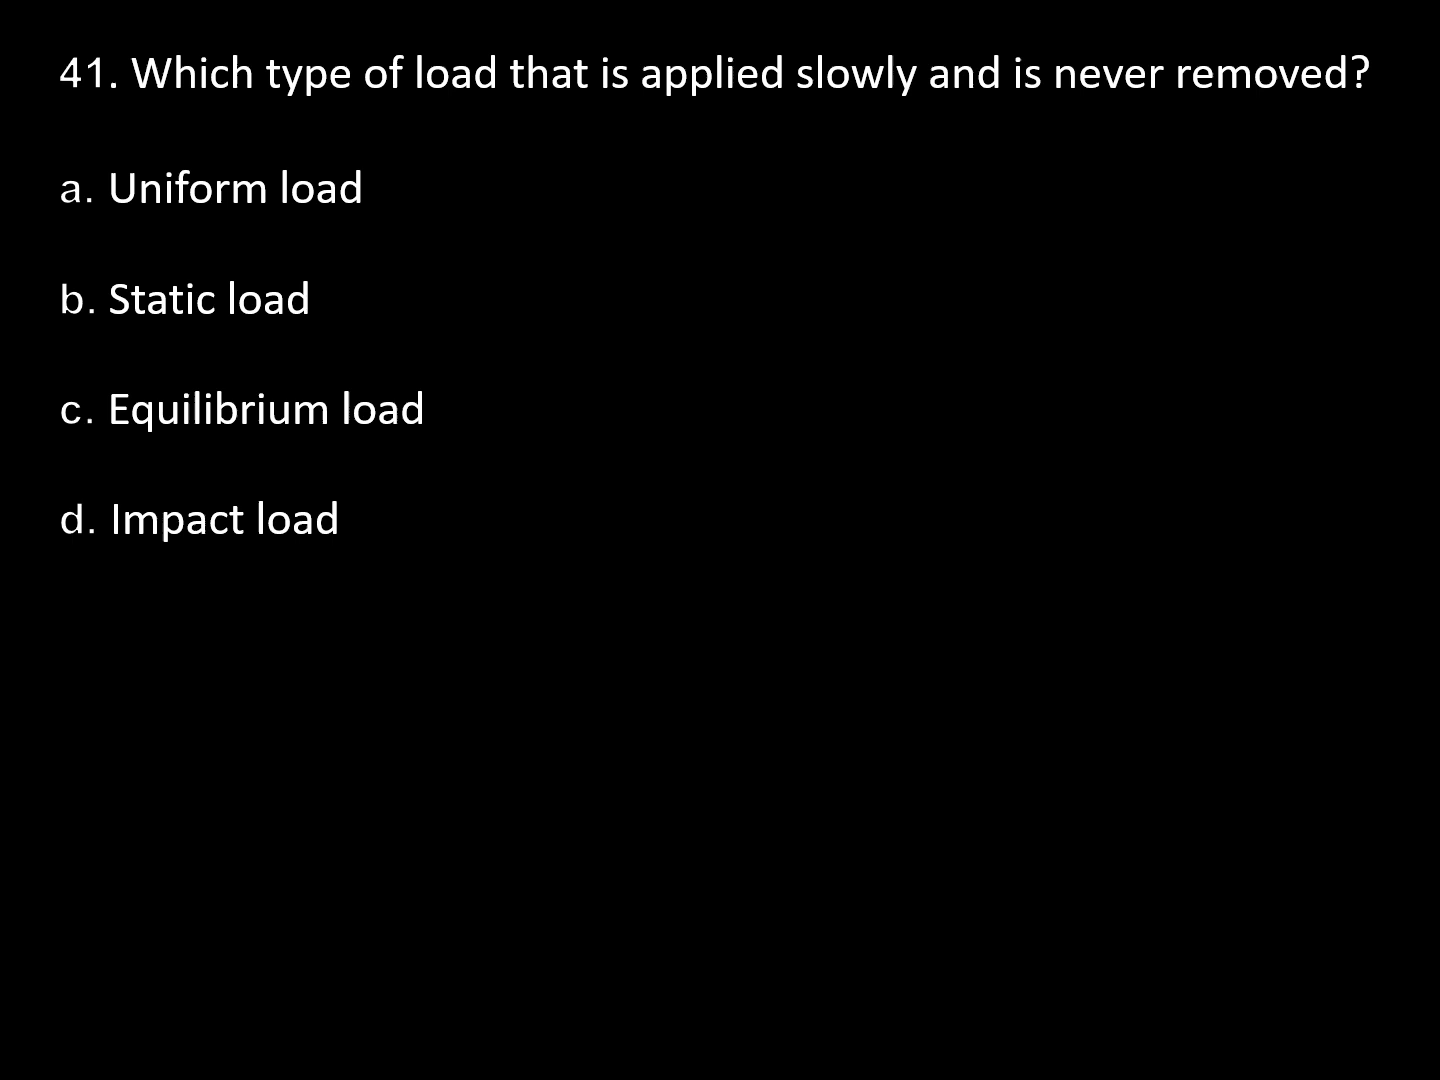 41. Which type of load that is applied slowly and is never removed?
a. Uniform load
b. Static load
c. Equilibrium load
d. Impact load